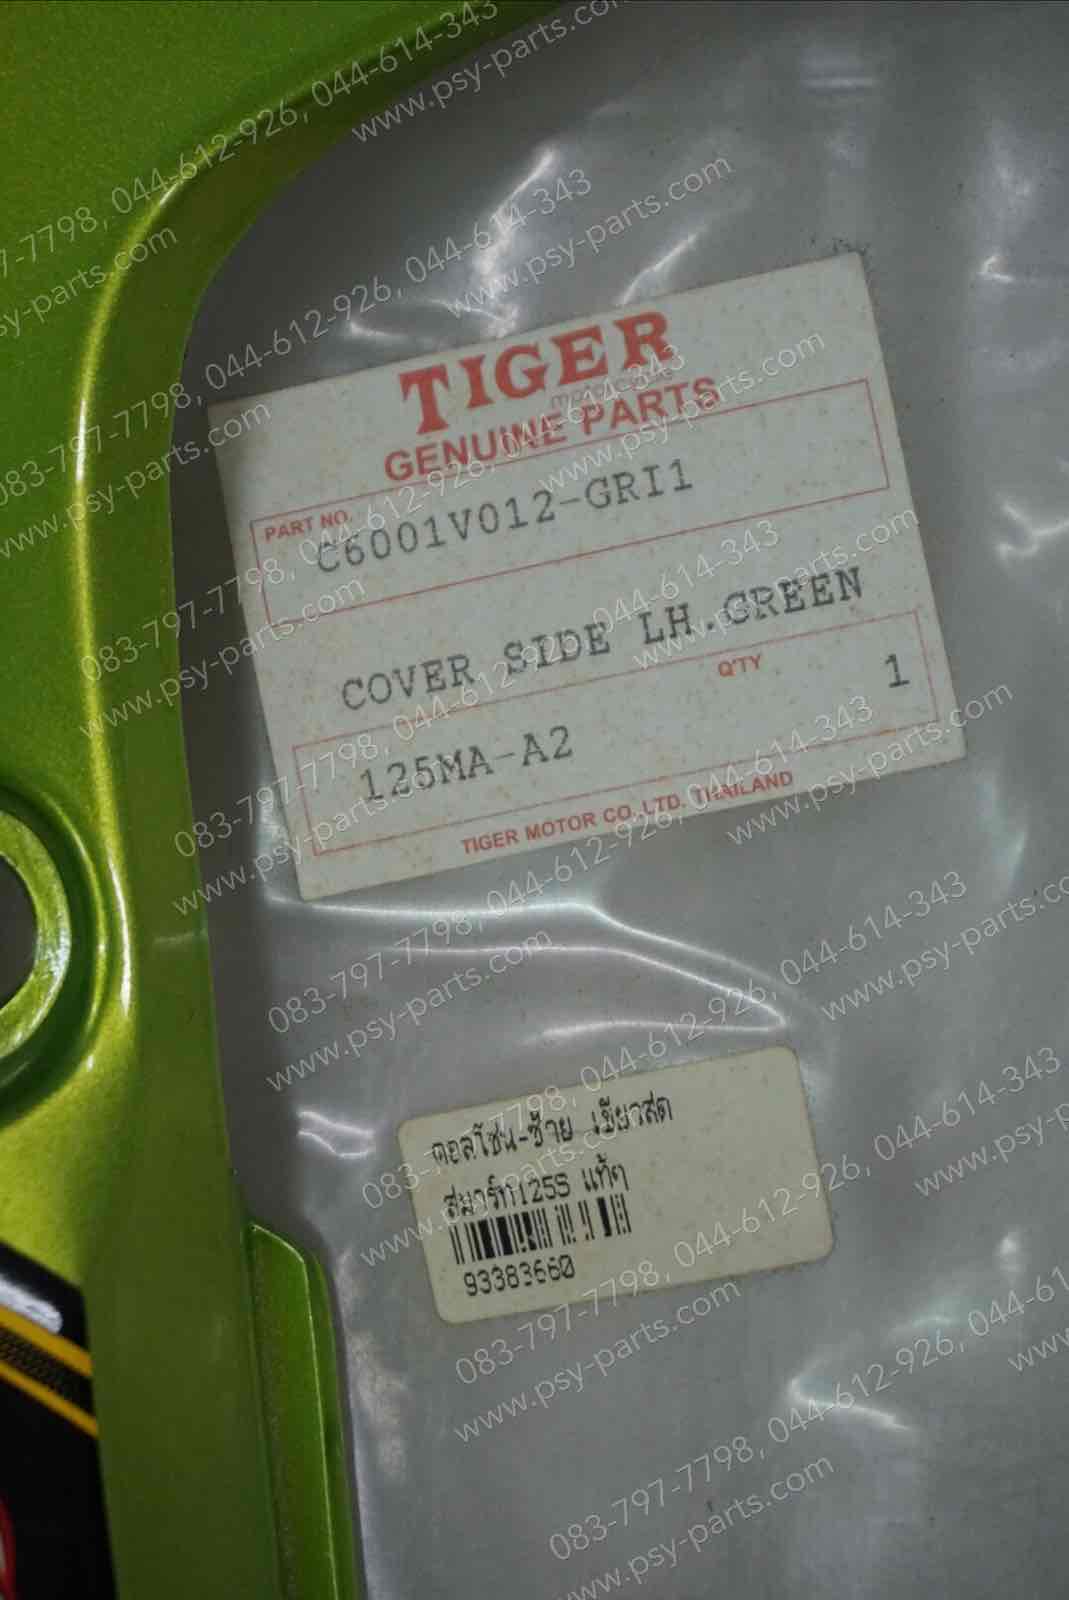 TIGER
motorcycle
GENUINE PARTS
PART NO.
C6001V012-GRI1
COVER SIDE LH.GREEN
Q'TY
1
125MA-A2
TIGER MOTOR CO.,LTD. THAILAND
คอลโซ่น-ซ้าย เขียวสด
สมาร์ท125S แท้ๆ
93383660
083-797-7798, 044-612-926, 044-614-343
www.psy-parts.com